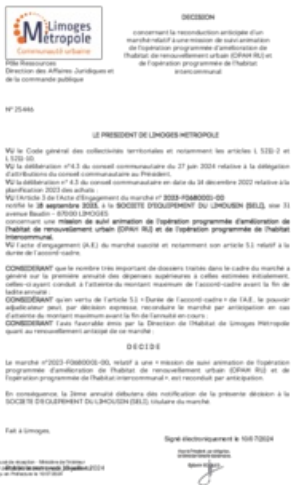 Limoges
Métropole
Communauté urbaine
DECISION
concernant la reconduction anticipée d'un
marché relatif à une mission de suivi animation
de l'opération programmée d'amélioration de
l'habitat de renouvellement urbain (OPAH RU) et
de l'opération programmée de l'habitat
intercommunal
Pôle Ressources
Direction des Affaires Juridiques et
de la commande publique
N° 25446
LE PRESIDENT DE LIMOGES METROPOLE
VU le Code général des collectivités territoriales et notamment les articles L 5211-2 et
L 5211-10.
VU la délibération n°4.3 du conseil communautaire du 27 juin 2024 relative à la délégation
d'attributions du conseil communautaire au Président.
VU la délibération n° 4.3 du conseil communautaire en date du 14 décembre 2022 relative à la
planification 2023 des achats :
VU l'Article 3 de l'Acte d'Engagement du marché n° 2023-F0680001-00
notifié le 18 septembre 2023, à la SOCIETE D'EQUIPEMENT DU LIMOUSIN (SELI), sise 31
avenue Baudin - 87000 LIMOGES
concernant une mission de suivi animation de l'opération programmée d'amélioration de
l'habitat de renouvellement urbain (OPAH RU) et de l'opération programmée de l'habitat
intercommunal.
VU l'acte d'engagement (A.E.) du marché susvisé et notamment son article 5.1 relatif à la
durée de l'accord-cadre.
CONSIDERANT que le nombre très important de dossiers traités dans le cadre du marché a
généré sur la première année des dépenses supérieures à celles estimées initialement,
celles-ci ayant conduit à l'atteinte du montant maximum de l'accord-cadre avant la fin de
ladite année :
CONSIDERANT qu'en vertu de l'article 5.1 « Durée de l'accord-cadre » de l'A.E., le pouvoir
adjudicateur peut, par décision expresse, reconduire le marché par anticipation en cas
d'atteinte du montant maximum avant la fin de l'année en cours :
CONSIDERANT l'avis favorable émis par la Direction de l'Habitat de Limoges Métropole
quant au renouvellement anticipé de ce marché :
D E C I D E
Le marché n°2023-F0680001-00, relatif à une « mission de suivi animation de l'opération
programmée d'amélioration de l'habitat de renouvellement urbain (OPAH RU) et de
l'opération programmée de l'habitat intercommunal », est reconduit par anticipation.
En conséquence, la 2ème année débutera dès notification de la présente décision à la
SOCIETE D'EQUIPEMENT DU LIMOUSIN (SELI), titulaire du marché.
Fait à Limoges,
Signé électroniquement le 10/07/2024